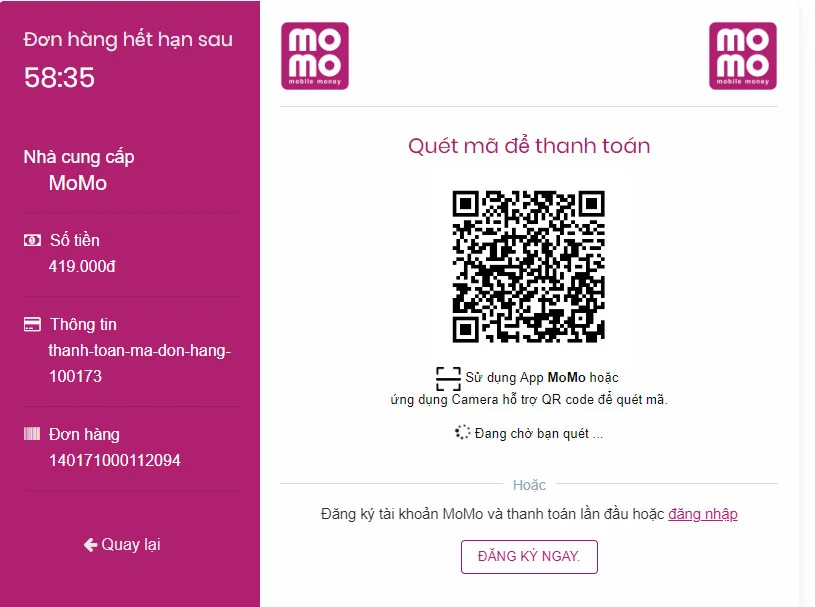 Đơn hàng hết hạn sau
58:35
Nhà cung cấp
MoMo
Số tiền
419.000đ
Thông tin
thanh-toan-ma-don-hang-
100173
Đơn hàng
140171000112094
Quay lại
mo
mo
mobile money
mo
mo
mobile money
Quét mã để thanh toán
Sử dụng App MoMo hoặc
ứng dụng Camera hỗ trợ QR code để quét mã.
Đang chờ bạn quét ...
Hoặc
Đăng ký tài khoản MoMo và thanh toán lần đầu hoặc đăng nhập
ĐĂNG KÝ NGAY.